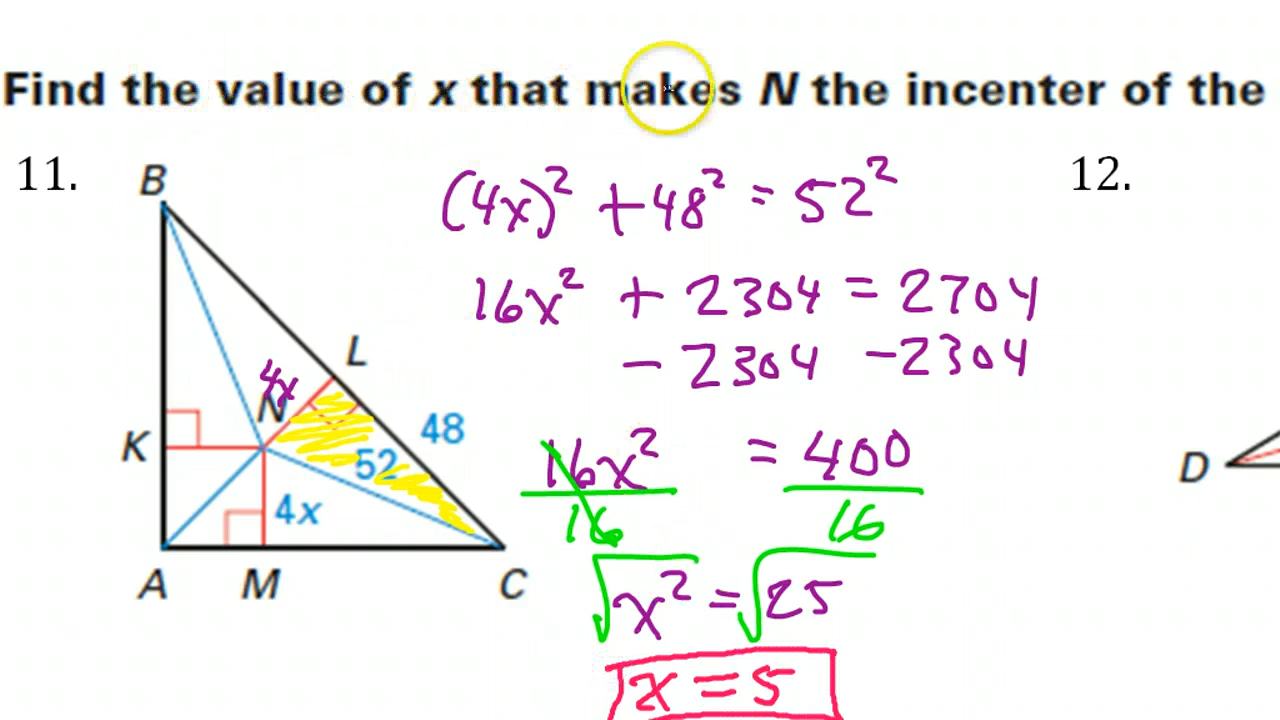 Find the value of x that makes N the incenter of the
11.
12.
B
(4x)² + 48² = 52²
16x² + 2304 = 2704
− 2304 −2304
L
4x
N
48
K
52
16x² = 400
16 16
D
4x
A M C
√x² = √25
x = 5